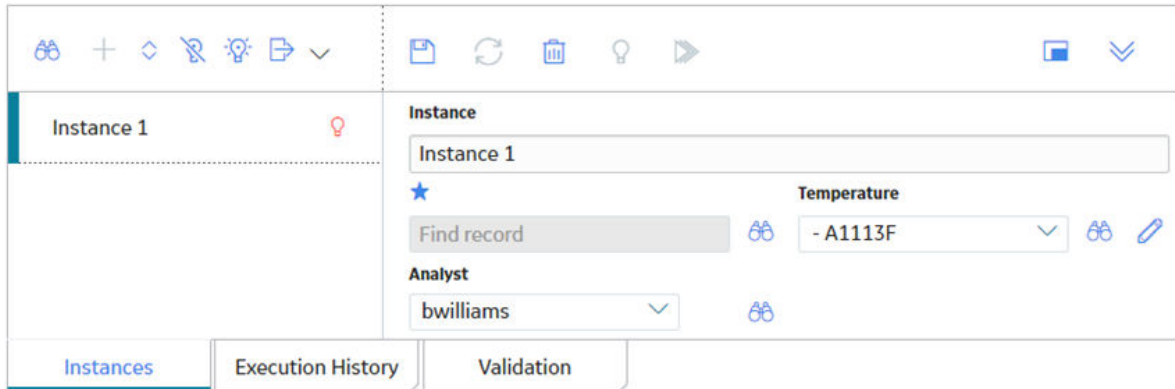 Instance 1
Instance
Instance 1
Temperature
Find record
- A1113F
Analyst
bwilliams
Instances
Execution History
Validation